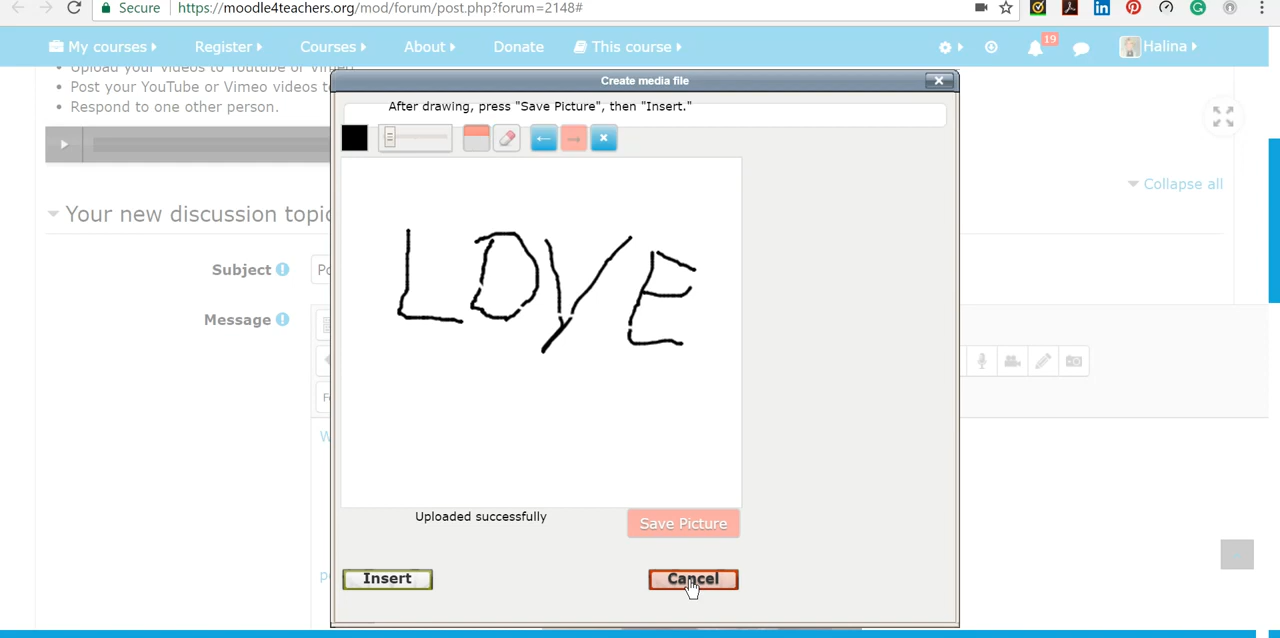 Secure https://moodle4teachers.org/mod/forum/post.php?forum=2148#
My courses Register Courses About Donate This course 19 Halina
Upload your videos to Youtube or Vimeo
Post your YouTube or Vimeo videos to
Respond to one other person.
Collapse all
Your new discussion topi
Subject
Message
Create media file
After drawing, press "Save Picture", then "Insert."
LOVE
Uploaded successfully
Save Picture
Insert Cancel